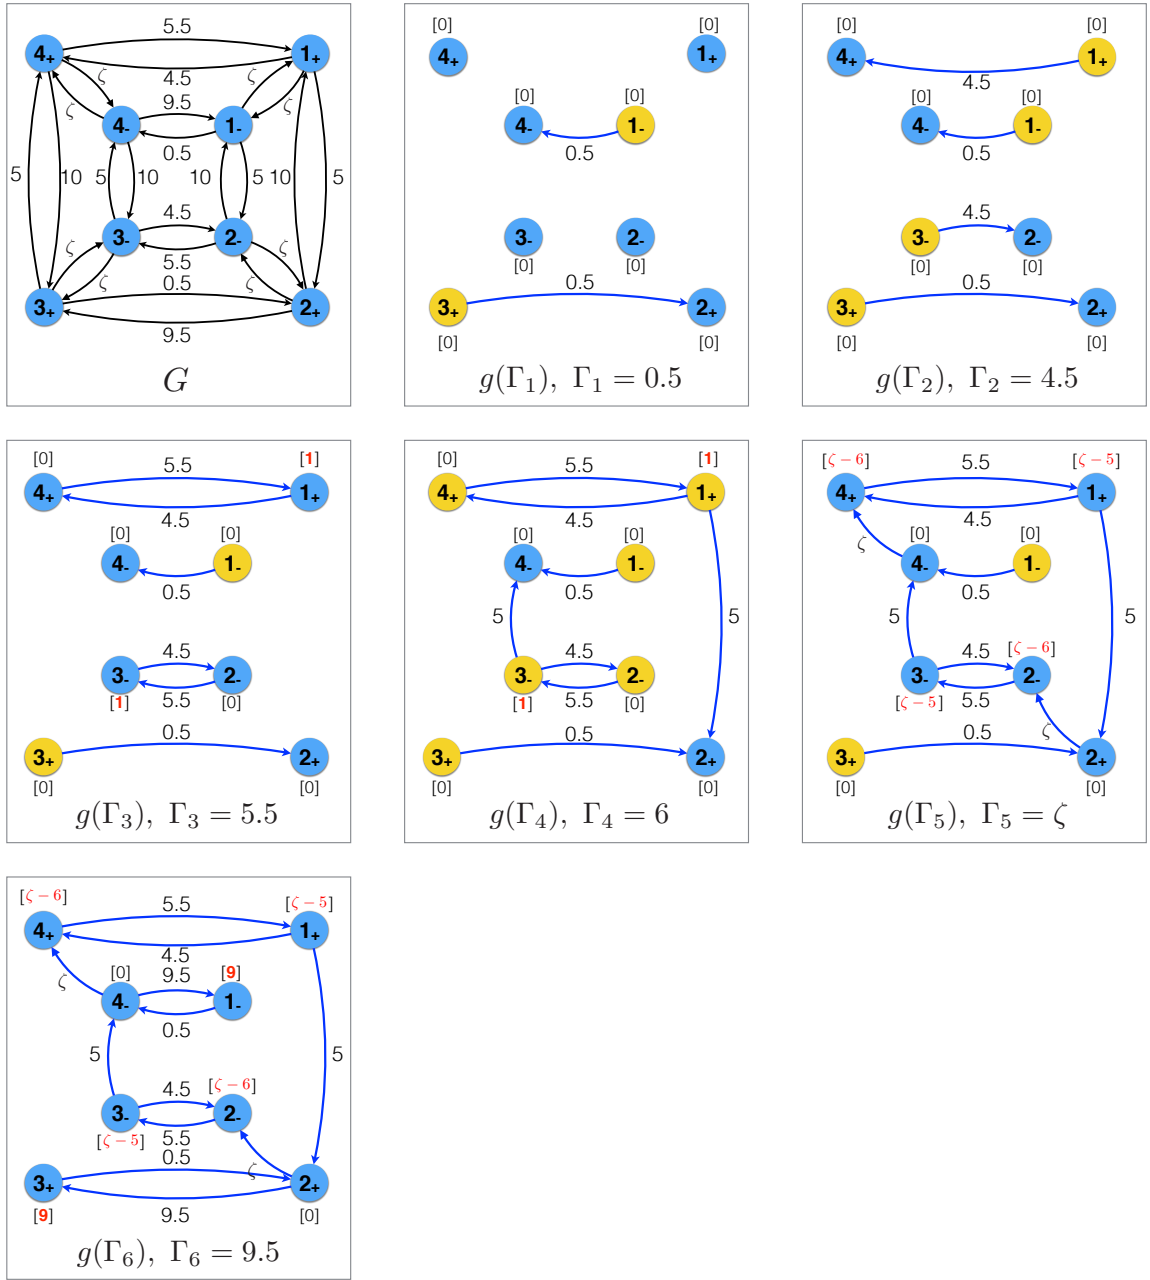 5.5
4+ 1+
ζ ζ
4.5
9.5
ζ ζ
4- 1-
0.5
5 10 5 10 10 5 10 5
4.5
3- 2-
ζ ζ
5.5
ζ 0.5 ζ
3+ 2+
9.5
G
[0] [0]
4+ 1+
[0] [0]
4- 1-
0.5
3- 2-
[0] [0]
0.5
3+ 2+
[0] [0]
g(Γ1), Γ1 = 0.5
[0] [0]
4+ 1+
4.5
[0] [0]
4- 1-
0.5
4.5
3- 2-
[0] [0]
0.5
3+ 2+
[0] [0]
g(Γ2), Γ2 = 4.5
[0] [1]
5.5
4+ 1+
4.5
[0] [0]
4- 1-
0.5
4.5
3- 2-
[1] 5.5 [0]
0.5
3+ 2+
[0] [0]
g(Γ3), Γ3 = 5.5
[0] [1]
5.5
4+ 1+
4.5
[0] [0]
4- 1-
0.5
5 5
4.5
3- 2-
[1] 5.5 [0]
0.5
3+ 2+
[0] [0]
g(Γ4), Γ4 = 6
[ζ − 6] [ζ − 5]
5.5
4+ 1+
4.5
[0] [0]
ζ
4- 1-
0.5
5 5
4.5 [ζ − 6]
3- 2-
[ζ − 5] 5.5
0.5 ζ
3+ 2+
[0] [0]
g(Γ5), Γ5 = ζ
[ζ − 6] [ζ − 5]
5.5
4+ 1+
4.5
[0] 9.5 [9]
ζ
4- 1-
0.5
5 5
4.5 [ζ − 6]
3- 2-
[ζ − 5] 5.5
0.5 ζ
3+ 2+
[9] 9.5 [0]
g(Γ6), Γ6 = 9.5